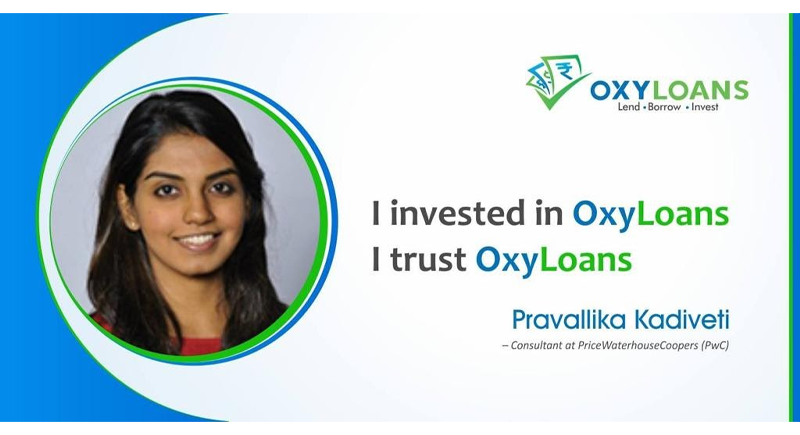 OXYLOANS
Lend • Borrow • Invest
I invested in OxyLoans
I trust OxyLoans
Pravallika Kadiveti
– Consultant at PriceWaterhouseCoopers (PwC)